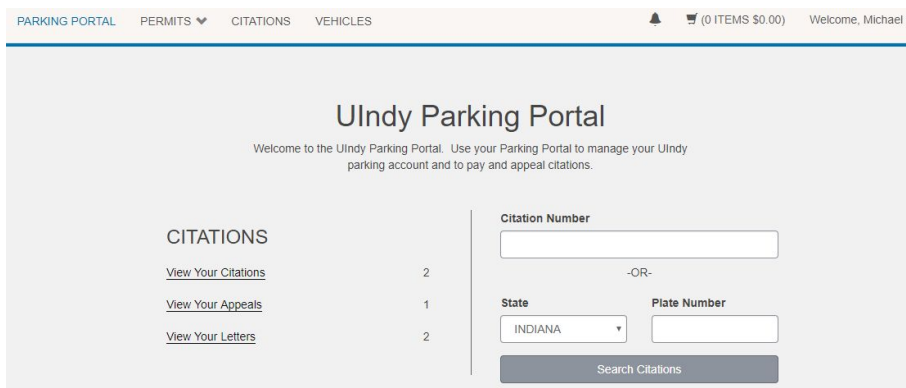 PARKING PORTAL PERMITS CITATIONS VEHICLES (0 ITEMS $0.00) Welcome, Michael
UIndy Parking Portal
Welcome to the UIndy Parking Portal. Use your Parking Portal to manage your UIndy
parking account and to pay and appeal citations.
CITATIONS
View Your Citations 2
View Your Appeals 1
View Your Letters 2
Citation Number
-OR-
State Plate Number
INDIANA
Search Citations